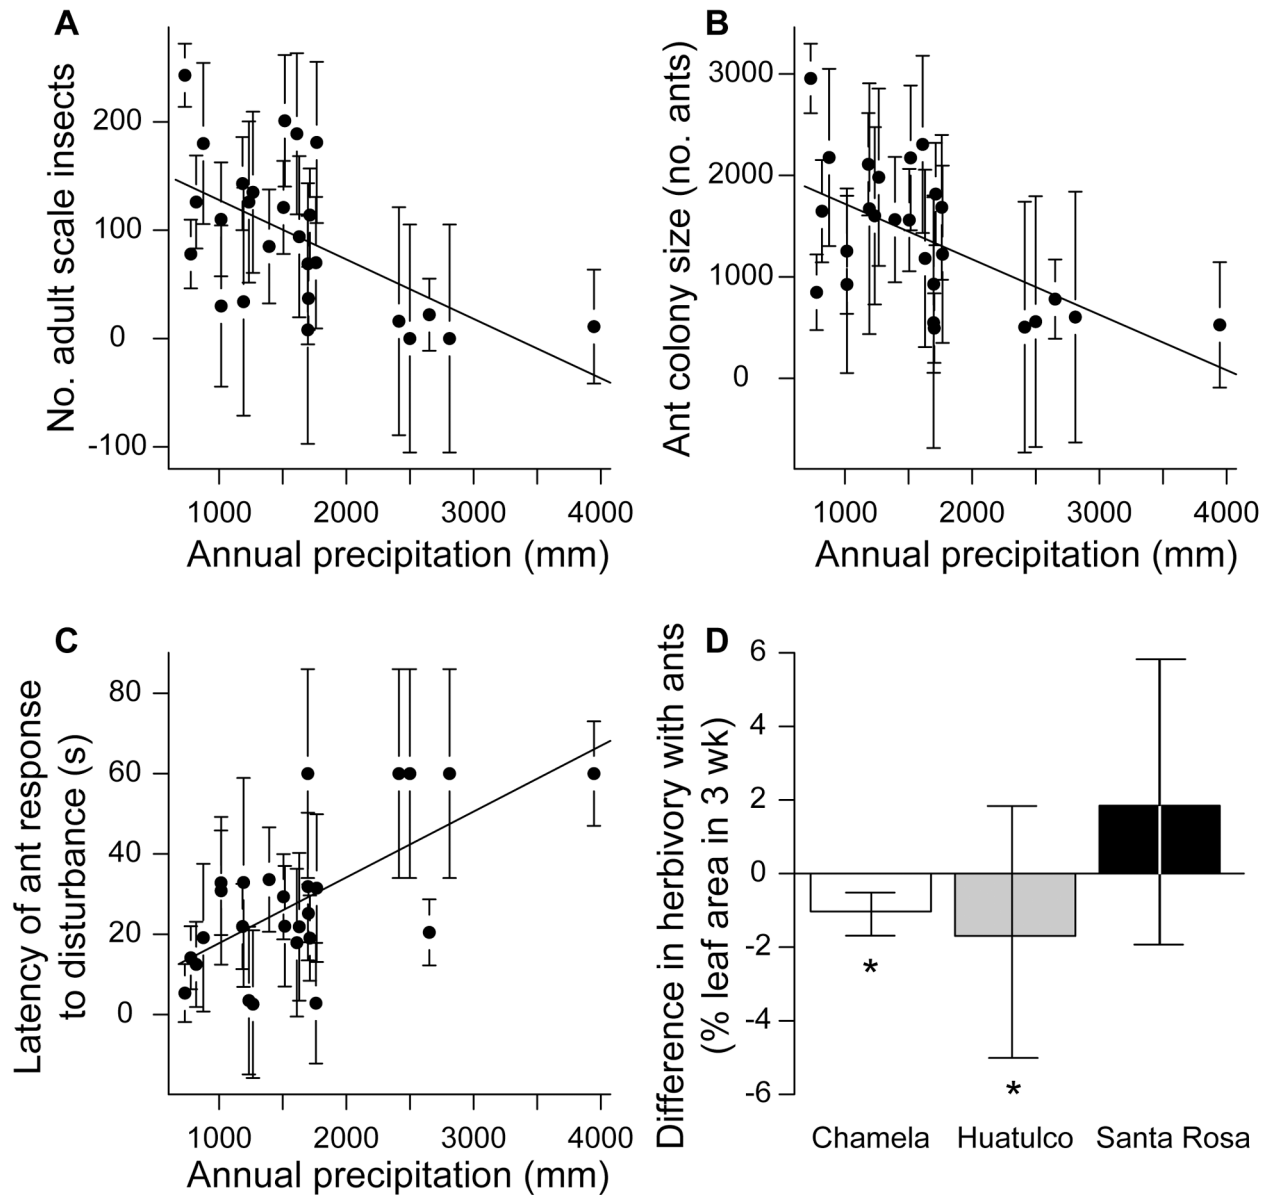 A
No. adult scale insects
200
100
0
-100
1000 2000 3000 4000
Annual precipitation (mm)
B
Ant colony size (no. ants)
3000
2000
1000
0
1000 2000 3000 4000
Annual precipitation (mm)
C
Latency of ant response
to disturbance (s)
80
60
40
20
0
1000 2000 3000 4000
Annual precipitation (mm)
D
Difference in herbivory with ants
(% leaf area in 3 wk)
6
4
2
0
-2
-4
-6
*
*
Chamela Huatulco Santa Rosa